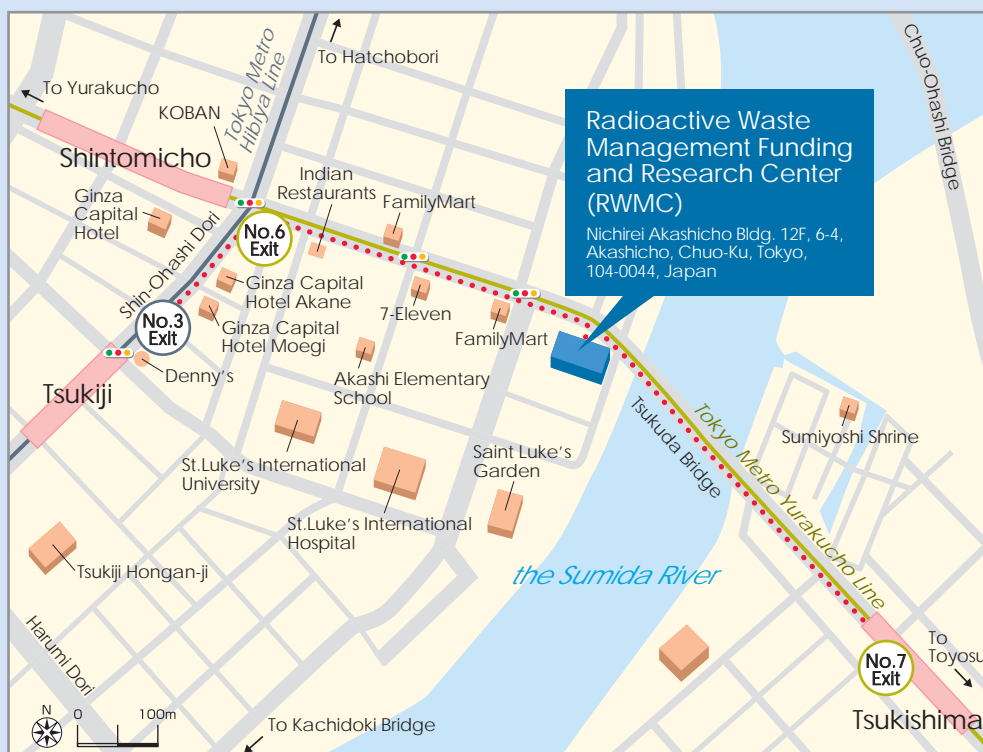 To Hatchobori
Chuo-Ohashi Bridge
To Yurakucho
KOBAN
Tokyo Metro
Hibiya Line
Shintomicho
Radioactive Waste
Management Funding
and Research Center
(RWMC)
Nichirei Akashicho Bldg. 12F, 6-4,
Akashicho, Chuo-Ku, Tokyo,
104-0044, Japan
Indian
Restaurants
FamilyMart
Ginza
Capital
Hotel
No.6
Exit
Shin-Ohashi Dori
Ginza Capital
Hotel Akane
7-Eleven
No.3
Exit
Ginza Capital
Hotel Moegi
FamilyMart
Denny's
Akashi Elementary
School
Tsukiji
Tsukuda Bridge
Tokyo Metro Yurakucho Line
Sumiyoshi Shrine
St.Luke's International
University
Saint Luke's
Garden
St.Luke's International
Hospital
Tsukiji Hongan-ji
the Sumida River
Harumi Dori
To
Toyosu
No.7
Exit
Tsukishima
N
0 100m
To Kachidoki Bridge